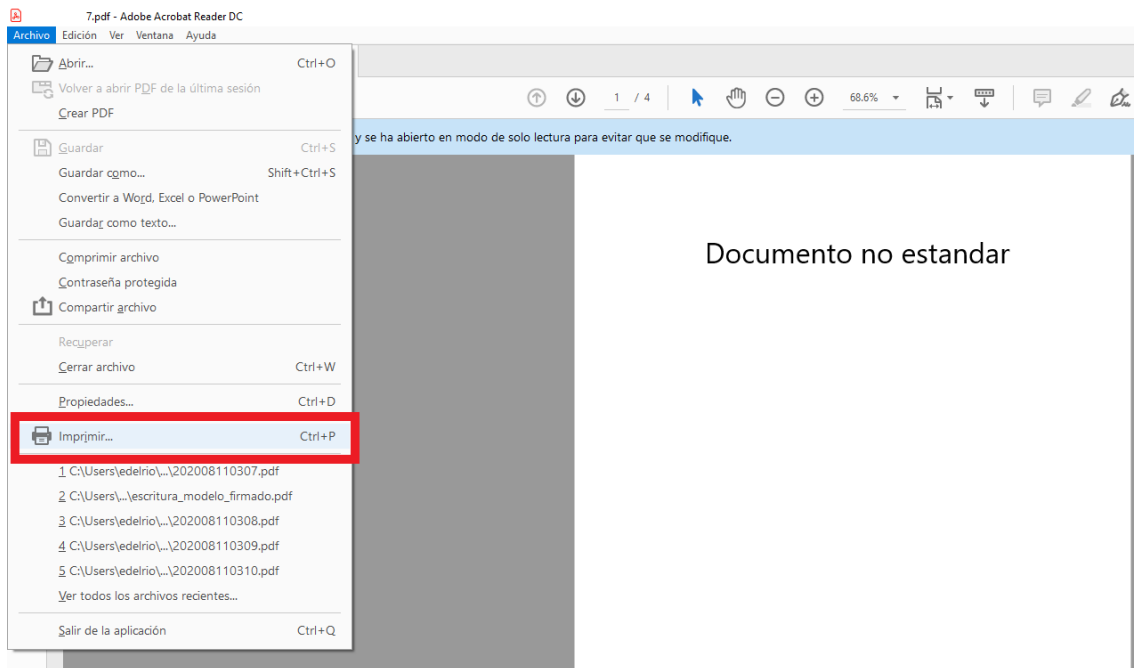 7.pdf - Adobe Acrobat Reader DC
Archivo Edición Ver Ventana Ayuda
Abrir... Ctrl+O
Volver a abrir PDF de la última sesión
Crear PDF
1 / 4 68.6%
y se ha abierto en modo de solo lectura para evitar que se modifique.
Guardar Ctrl+S
Guardar como... Shift+Ctrl+S
Convertir a Word, Excel o PowerPoint
Guardar como texto...
Comprimir archivo
Contraseña protegida
Compartir archivo
Recuperar
Cerrar archivo Ctrl+W
Propiedades... Ctrl+D
Imprimir... Ctrl+P
1 C:\Users\edelrio\...\202008110307.pdf
2 C:\Users\...\escritura_modelo_firmado.pdf
3 C:\Users\edelrio\...\202008110308.pdf
4 C:\Users\edelrio\...\202008110309.pdf
5 C:\Users\edelrio\...\202008110310.pdf
Ver todos los archivos recientes...
Salir de la aplicación Ctrl+Q
Documento no estandar